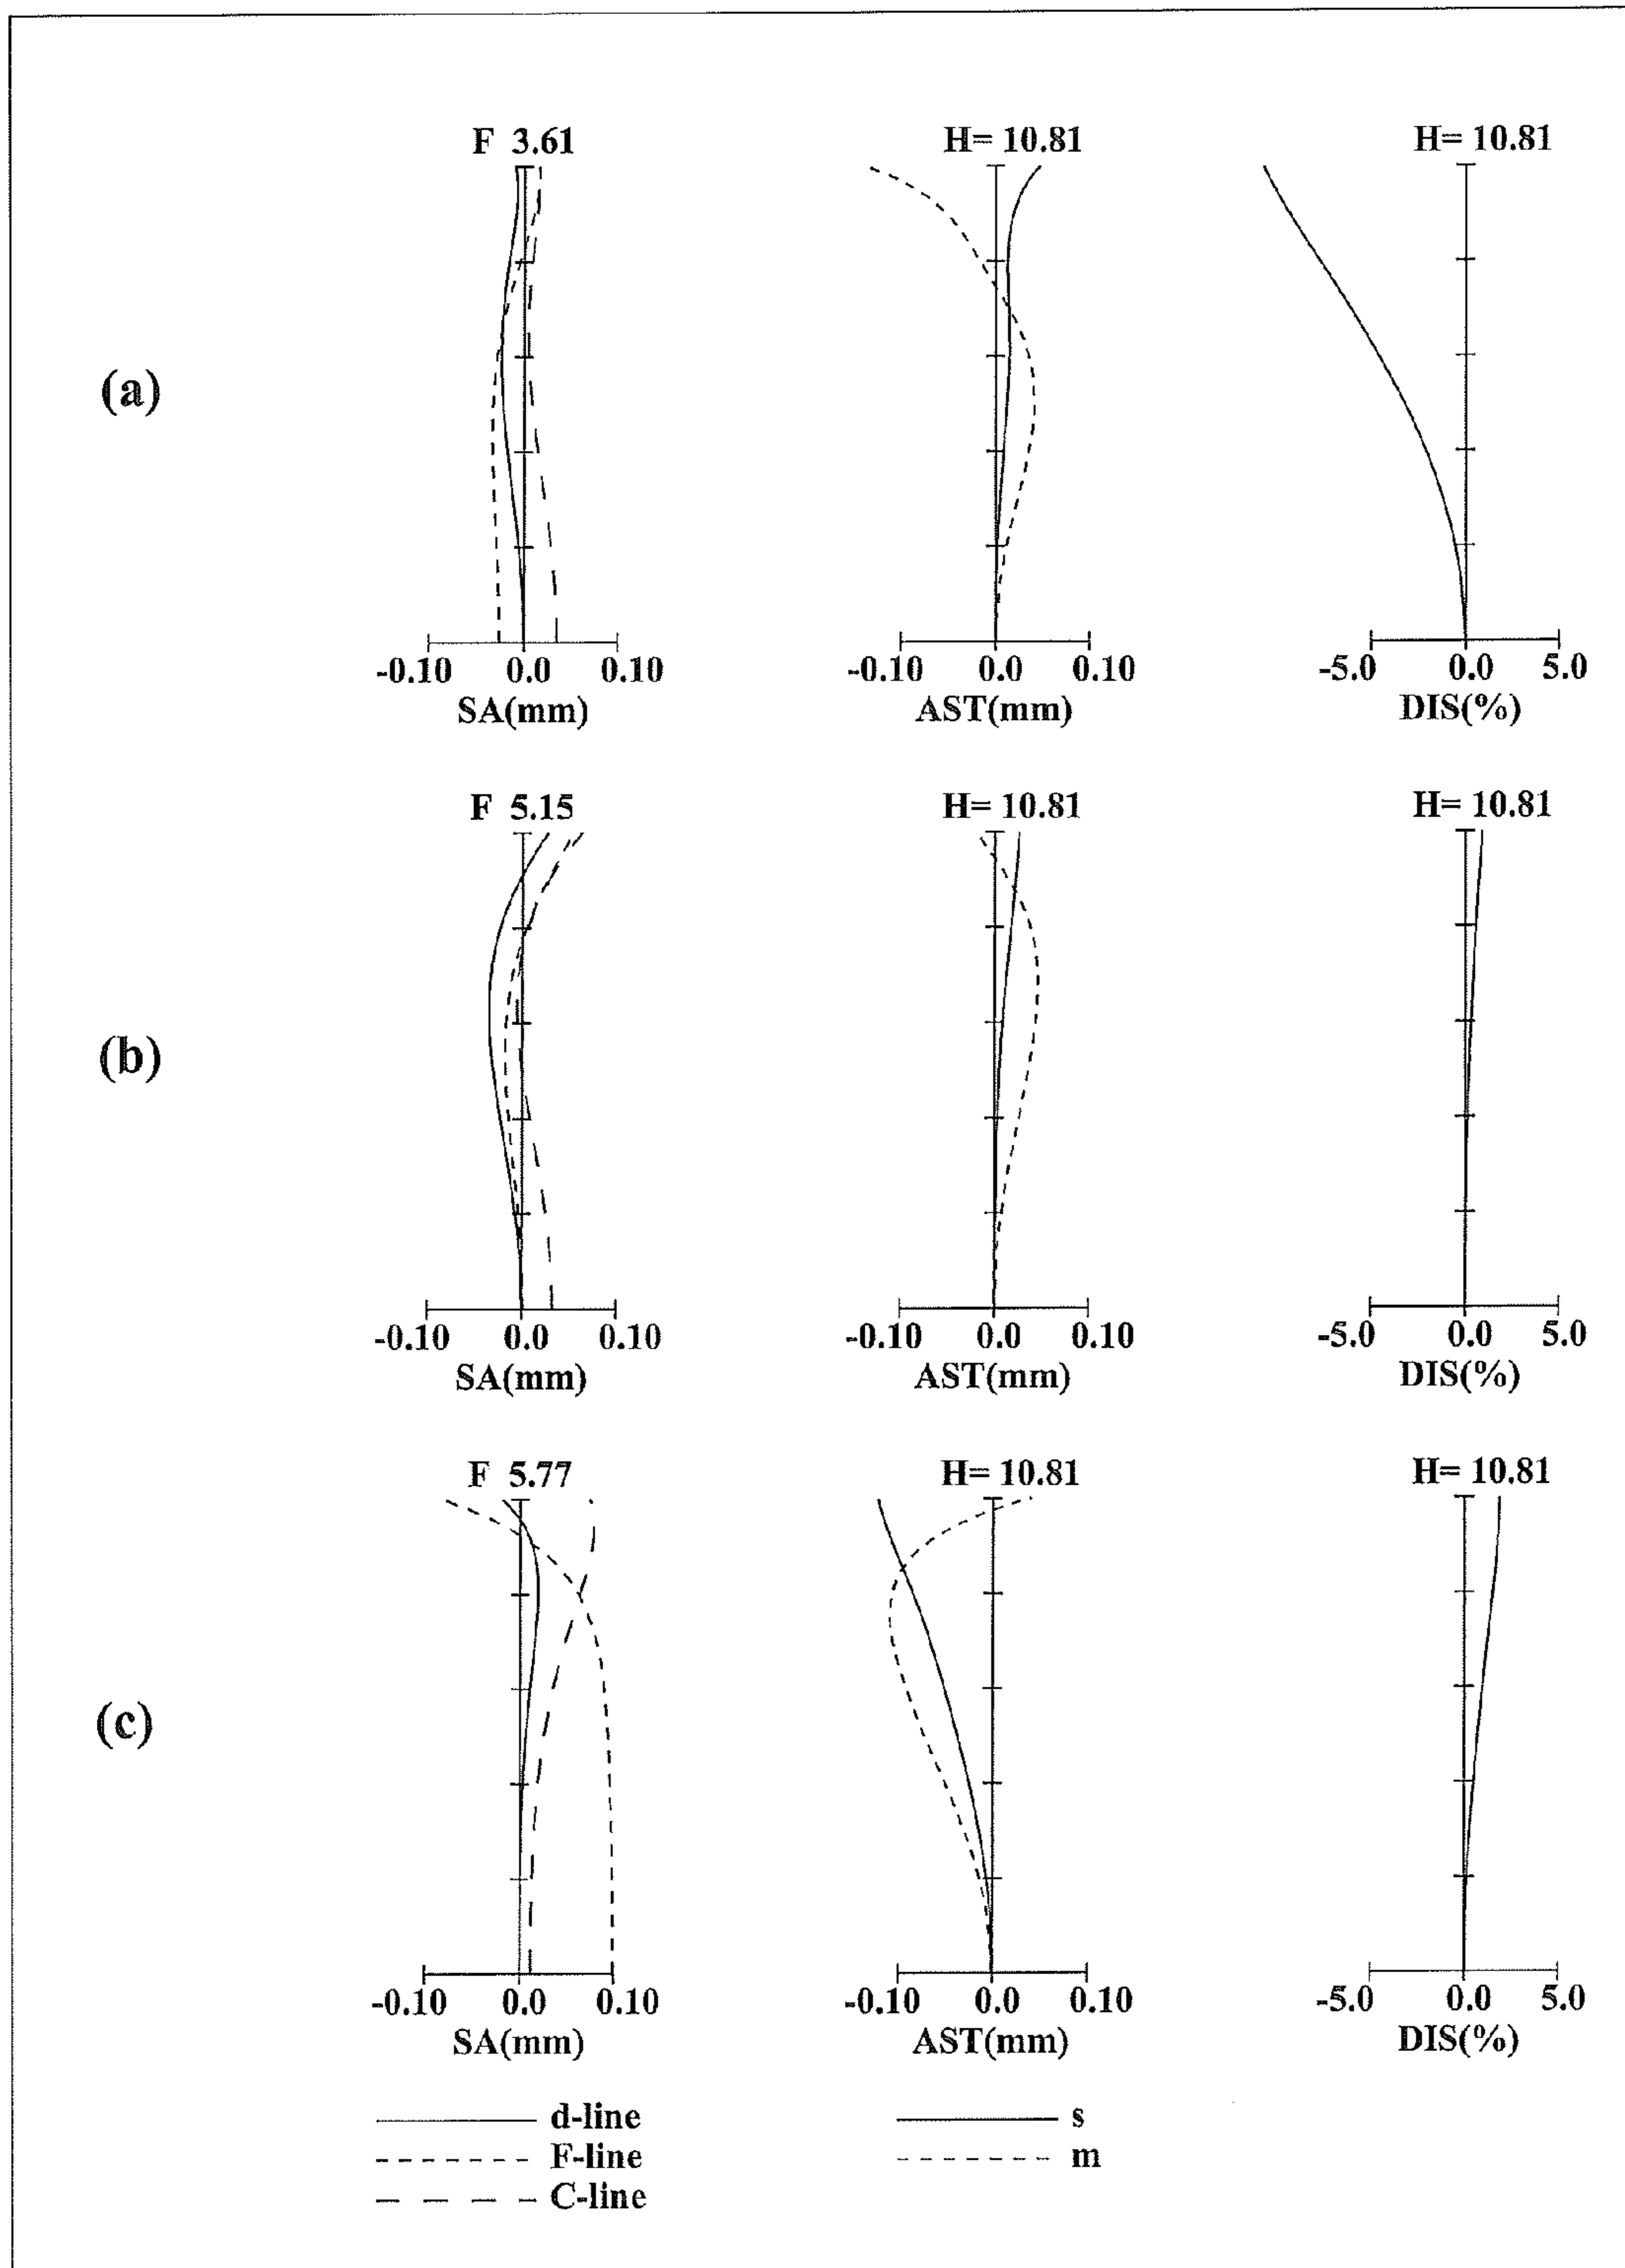 F 3.61
H= 10.81
H= 10.81
(a)
-0.10 0.0 0.10
SA(mm)
-0.10 0.0 0.10
AST(mm)
-5.0 0.0 5.0
DIS(%)
F 5.15
H= 10.81
H= 10.81
(b)
-0.10 0.0 0.10
SA(mm)
-0.10 0.0 0.10
AST(mm)
-5.0 0.0 5.0
DIS(%)
F 5.77
H= 10.81
H= 10.81
(c)
-0.10 0.0 0.10
SA(mm)
-0.10 0.0 0.10
AST(mm)
-5.0 0.0 5.0
DIS(%)
d-line
F-line
C-line
s
m